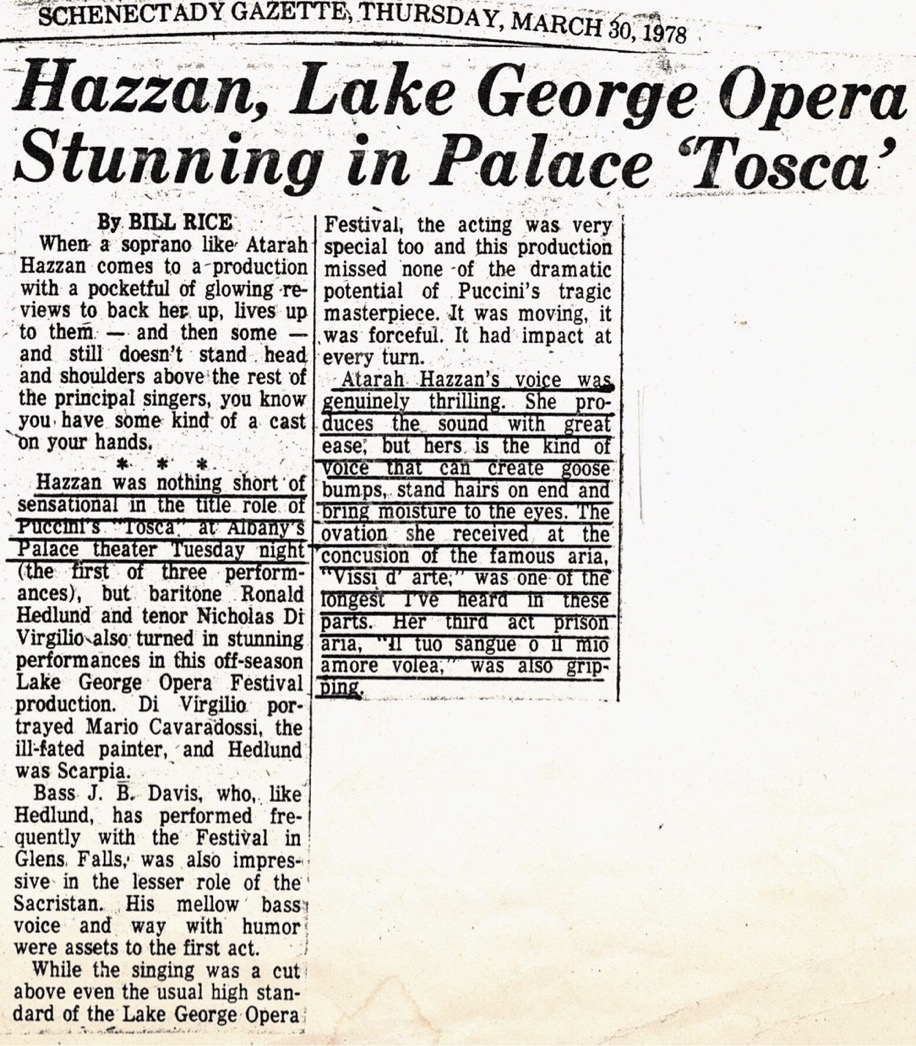 SCHENECTADY GAZETTE, THURSDAY, MARCH 30, 1978
Hazzan, Lake George Opera
Stunning in Palace ‘Tosca’
By BILL RICE
When a soprano like Atarah
Hazzan comes to a production
with a pocketful of glowing re-
views to back her up, lives up
to them — and then some —
and still doesn't stand head
and shoulders above the rest of
the principal singers, you know
you have some kind of a cast
on your hands.
* * *
Hazzan was nothing short of
sensational in the title role of
Puccini's "Tosca" at Albany's
Palace theater Tuesday night
(the first of three perform-
ances), but baritone Ronald
Hedlund and tenor Nicholas Di
Virgilio also turned in stunning
performances in this off-season
Lake George Opera Festival
production. Di Virgilio por-
trayed Mario Cavaradossi, the
ill-fated painter, and Hedlund
was Scarpia.
Bass J. B. Davis, who, like
Hedlund, has performed fre-
quently with the Festival in
Glens Falls, was also impres-
sive in the lesser role of the
Sacristan. His mellow bass
voice and way with humor
were assets to the first act.
While the singing was a cut
above even the usual high stan-
dard of the Lake George Opera
Festival, the acting was very
special too and this production
missed none of the dramatic
potential of Puccini's tragic
masterpiece. It was moving, it
was forceful. It had impact at
every turn.
Atarah Hazzan's voice was
genuinely thrilling. She pro-
duces the sound with great
ease, but hers is the kind of
voice that can create goose
bumps, stand hairs on end and
bring moisture to the eyes. The
ovation she received at the
concusion of the famous aria,
"Vissi d' arte," was one of the
longest I've heard in these
parts. Her third act prison
aria, "Il tuo sangue o il mio
amore volea," was also grip-
ping.